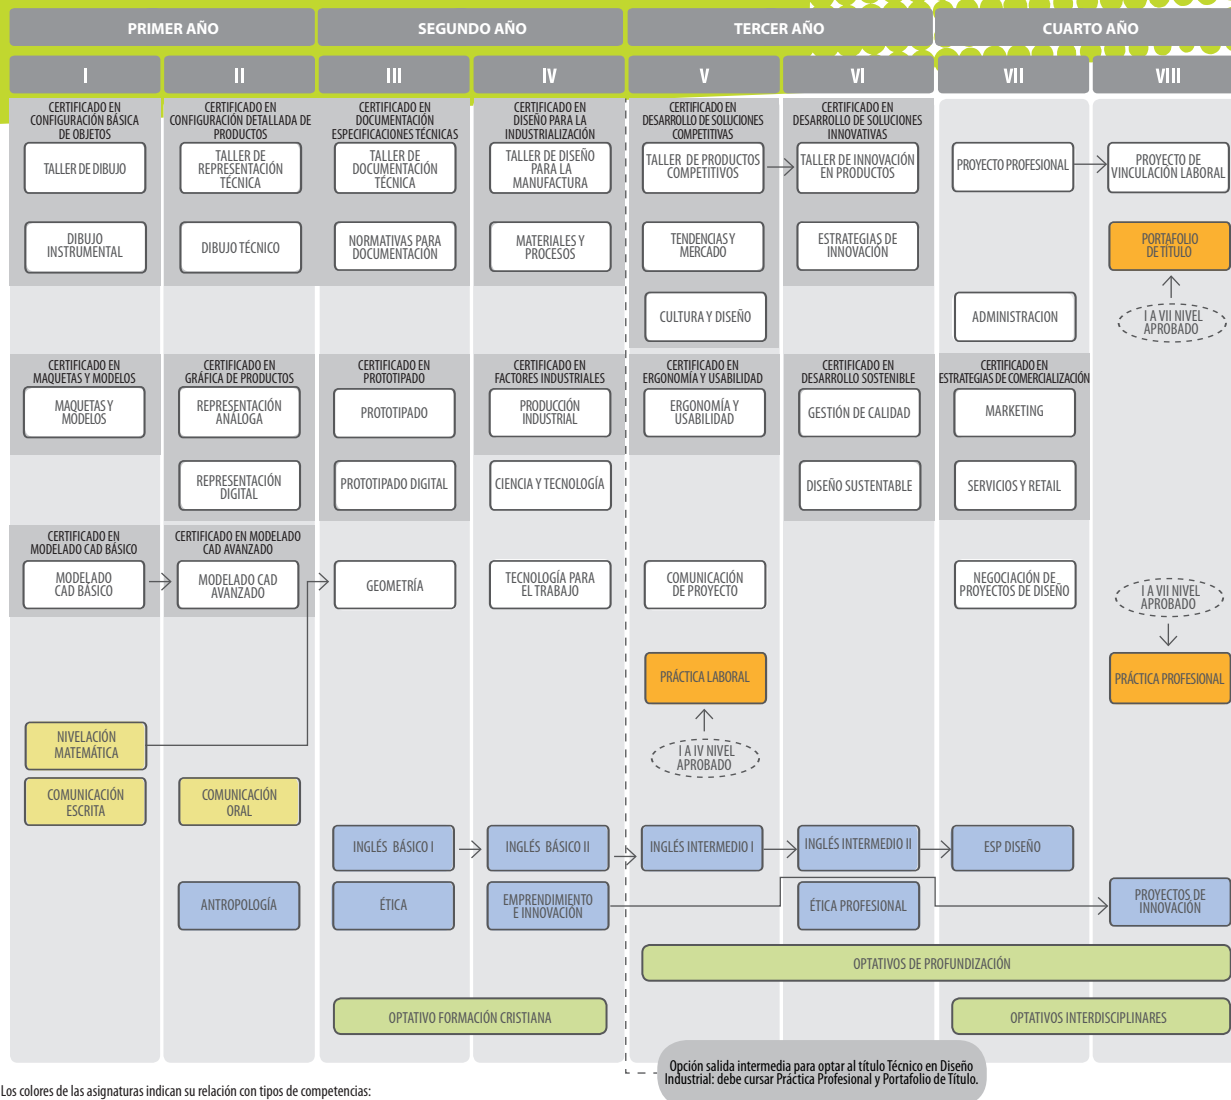 PRIMER AÑO
SEGUNDO AÑO
TERCER AÑO
CUARTO AÑO
I
II
III
IV
V
VI
VII
VIII
CERTIFICADO EN
CONFIGURACIÓN BÁSICA
DE OBJETOS
CERTIFICADO EN
CONFIGURACIÓN DETALLADA DE
PRODUCTOS
CERTIFICADO EN
DOCUMENTACIÓN
ESPECIFICACIONES TÉCNICAS
CERTIFICADO EN
DISEÑO PARA LA
INDUSTRIALIZACIÓN
CERTIFICADO EN
DESARROLLO DE SOLUCIONES
COMPETITIVAS
CERTIFICADO EN
DESARROLLO DE SOLUCIONES
INNOVATIVAS
TALLER DE DIBUJO
TALLER DE
REPRESENTACIÓN
TÉCNICA
TALLER DE
DOCUMENTACIÓN
TÉCNICA
TALLER DE DISEÑO
PARA LA
MANUFACTURA
TALLER DE PRODUCTOS
COMPETITIVOS
TALLER DE INNOVACIÓN
EN PRODUCTOS
PROYECTO PROFESIONAL
PROYECTO DE
VINCULACIÓN LABORAL
DIBUJO
INSTRUMENTAL
DIBUJO TÉCNICO
NORMATIVAS PARA
DOCUMENTACIÓN
MATERIALES Y
PROCESOS
TENDENCIAS Y
MERCADO
ESTRATEGIAS DE
INNOVACIÓN
PORTAFOLIO
DE TÍTULO
CULTURA Y DISEÑO
ADMINISTRACION
I A VII NIVEL
APROBADO
CERTIFICADO EN
MAQUETAS Y MODELOS
CERTIFICADO EN
GRÁFICA DE PRODUCTOS
CERTIFICADO EN
PROTOTIPADO
CERTIFICADO EN
FACTORES INDUSTRIALES
CERTIFICADO EN
ERGONOMÍA Y USABILIDAD
CERTIFICADO EN
DESARROLLO SOSTENIBLE
CERTIFICADO EN
ESTRATEGIAS DE COMERCIALIZACIÓN
MAQUETAS Y
MODELOS
REPRESENTACIÓN
ANÁLOGA
PROTOTIPADO
PRODUCCIÓN
INDUSTRIAL
ERGONOMÍA Y
USABILIDAD
GESTIÓN DE CALIDAD
MARKETING
REPRESENTACIÓN
DIGITAL
PROTOTIPADO DIGITAL
CIENCIA Y TECNOLOGÍA
DISEÑO SUSTENTABLE
SERVICIOS Y RETAIL
CERTIFICADO EN
MODELADO CAD BÁSICO
CERTIFICADO EN MODELADO
CAD AVANZADO
MODELADO
CAD BÁSICO
MODELADO CAD
AVANZADO
GEOMETRÍA
TECNOLOGÍA PARA
EL TRABAJO
COMUNICACIÓN
DE PROYECTO
NEGOCIACIÓN DE
PROYECTOS DE DISEÑO
I A VII NIVEL
APROBADO
PRÁCTICA LABORAL
PRÁCTICA PROFESIONAL
NIVELACIÓN
MATEMÁTICA
I A IV NIVEL
APROBADO
COMUNICACIÓN
ESCRITA
COMUNICACIÓN
ORAL
INGLÉS BÁSICO I
INGLÉS BÁSICO II
INGLÉS INTERMEDIO I
INGLÉS INTERMEDIO II
ESP DISEÑO
ANTROPOLOGÍA
ÉTICA
EMPRENDIMIENTO
E INNOVACIÓN
ÉTICA PROFESIONAL
PROYECTOS DE
INNOVACIÓN
OPTATIVOS DE PROFUNDIZACIÓN
OPTATIVO FORMACIÓN CRISTIANA
OPTATIVOS INTERDISCIPLINARES
Opción salida intermedia para optar al título Técnico en Diseño
Industrial: debe cursar Práctica Profesional y Portafolio de Título.
Los colores de las asignaturas indican su relación con tipos de competencias: